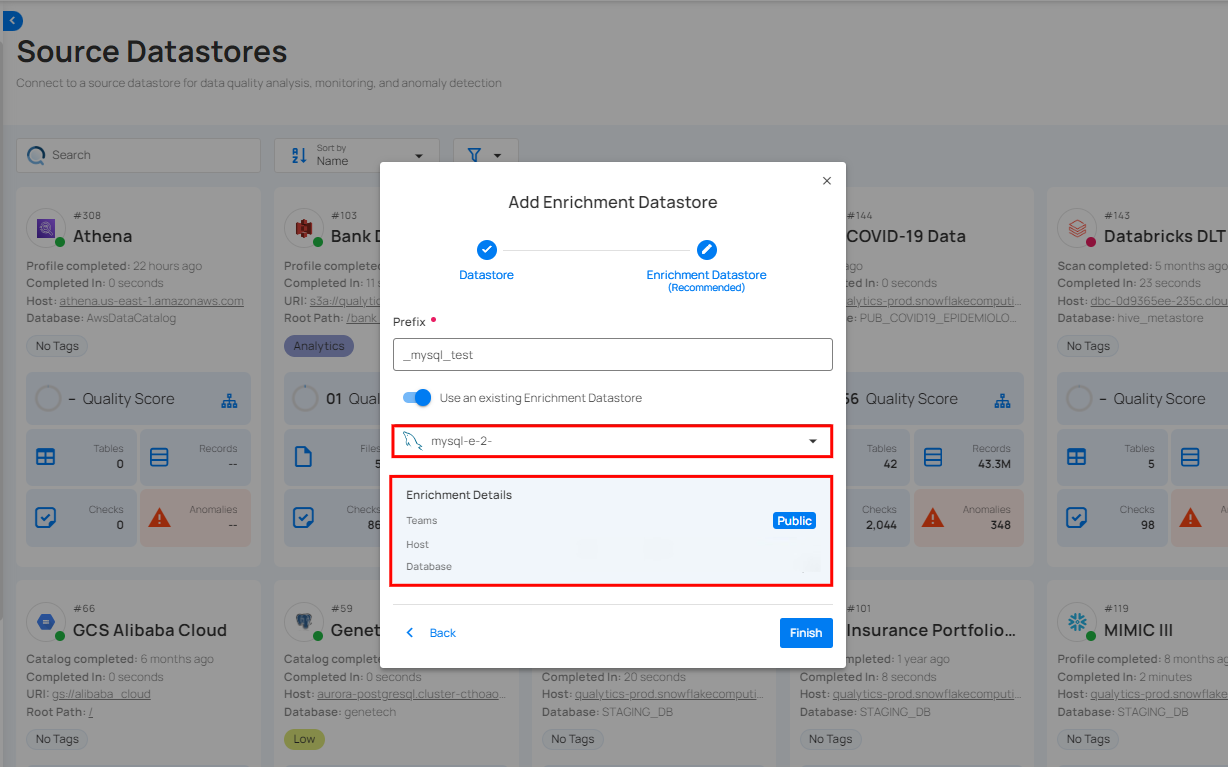 Source Datastores
Connect to a source datastore for data quality analysis, monitoring, and anomaly detection
Search
Sort by
Name
#308
Athena
Profile completed: 22 hours ago
Completed In: 0 seconds
Host: athena.us-east-1.amazonaws.com
Database: AwsDataCatalog
No Tags
– Quality Score
Tables
0
Records
--
Checks
0
Anomalies
--
#103
Bank D
Profile completed
Completed In: 11 s
URI: s3a://qualytic
Root Path: /bank
Analytics
01 Qual
Files
5
Checks
86
Add Enrichment Datastore
Datastore
Enrichment Datastore
(Recommended)
Prefix
_mysql_test
Use an existing Enrichment Datastore
mysql-e-2-
Enrichment Details
Teams
Public
Host
Database
Back
Finish
#144
COVID-19 Data
ago
0 seconds
alytics-prod.snowflakecomputi...
e: PUB_COVID19_EPIDEMIOLO...
66 Quality Score
Tables
42
Records
43.3M
Checks
2,044
Anomalies
348
#143
Databricks DLT
Scan completed: 5 months ago
Completed In: 23 seconds
Host: dbc-0d9365ee-235c.clou
Database: hive_metastore
No Tags
– Quality Score
Tables
5
Checks
98
A
#66
GCS Alibaba Cloud
Catalog completed: 6 months ago
Completed In: 0 seconds
URI: gs://alibaba_cloud
Root Path: /
No Tags
#59
Genet
Catalog completed
Completed In: 0 s
Host: aurora-postgresql.cluster-cthoao...
Database: genetech
Low
Completed In: 20 seconds
Host: qualytics-prod.snowflakecomputi...
Database: STAGING_DB
No Tags
#101
Insurance Portfolio...
mpleted: 1 year ago
Completed In: 8 seconds
Host: qualytics-prod.snowflakecomputi...
Database: STAGING_DB
No Tags
#119
MIMIC III
Profile completed: 8 months ag
Completed In: 2 minutes
Host: qualytics-prod.snowflakecomputi
Database: STAGING_DB
No Tags